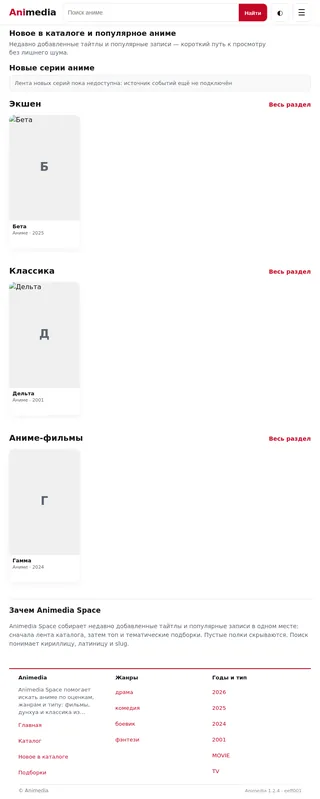 Animedia
Поиск аниме
Найти
Новое в каталоге и популярное аниме
Недавно добавленные тайтлы и популярные записи — короткий путь к просмотру
без лишнего шума.
Новые серии аниме
Лента новых серий пока недоступна: источник событий ещё не подключён
Экшен
Весь раздел
Бета
Б
Бета
Аниме · 2025
Классика
Весь раздел
Дельта
Д
Дельта
Аниме · 2001
Аниме-фильмы
Весь раздел
Г
Гамма
Аниме · 2024
Зачем Animedia Space
Animedia Space собирает недавно добавленные тайтлы и популярные записи в одном месте:
сначала лента каталога, затем топ и тематические подборки. Пустые полки скрываются. Поиск
понимает кириллицу, латиницу и slug.
Animedia
Animedia Space помогает
искать аниме по оценкам,
жанрам и типу: фильмы,
дунхуа и классика из…
Главная
Каталог
Новое в каталоге
Подборки
Жанры
драма
комедия
боевик
фэнтези
Годы и тип
2026
2025
2024
2001
MOVIE
TV
© Animedia